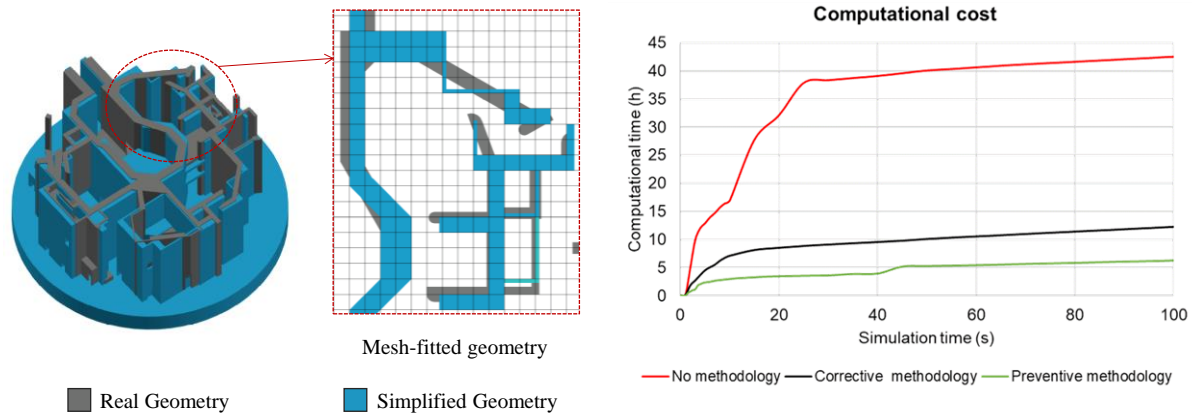 Mesh-fitted geometry
Real Geometry
Simplified Geometry
Computational cost
Computational time (h)
45
40
35
30
25
20
15
10
5
0
0 20 40 60 80 100
Simulation time (s)
No methodology Corrective methodology Preventive methodology